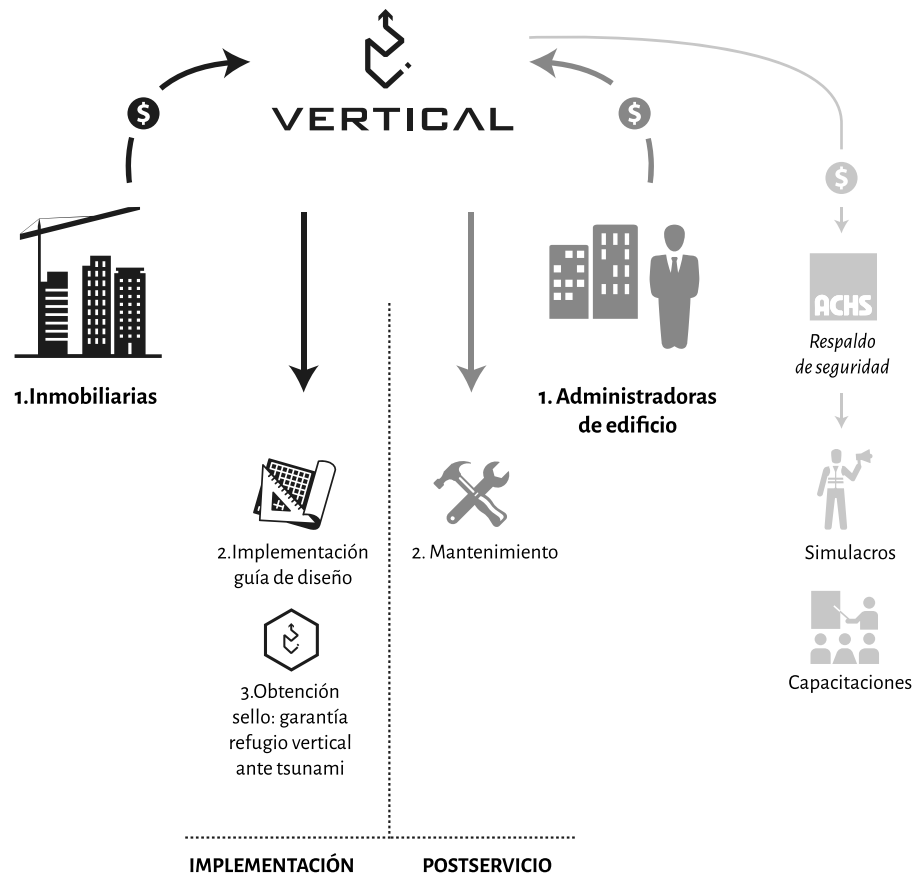 VERTICAL
$
$
$
1.Inmobiliarias
1. Administradoras
de edificio
ACHS
Respaldo
de seguridad
2.Implementación
guía de diseño
2. Mantenimiento
Simulacros
3.Obtención
sello: garantía
refugio vertical
ante tsunami
Capacitaciones
IMPLEMENTACIÓN
POSTSERVICIO